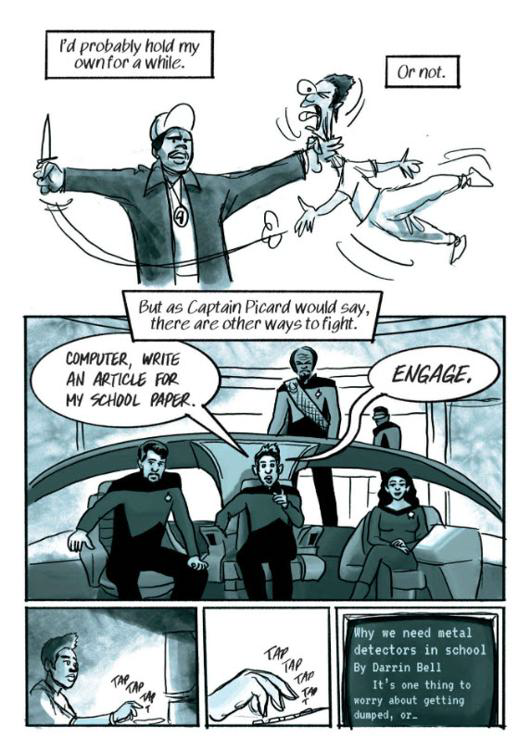 I'd probably hold my
own for a while.
Or not.
But as Captain Picard would say,
there are other ways to fight.
COMPUTER, WRITE
AN ARTICLE FOR
MY SCHOOL PAPER.
ENGAGE.
TAP
TAP
TAP
T
TAP
TAP
TAP
TAP
T
Why we need metal
detectors in school
By Darrin Bell
It's one thing to
worry about getting
dumped, or…